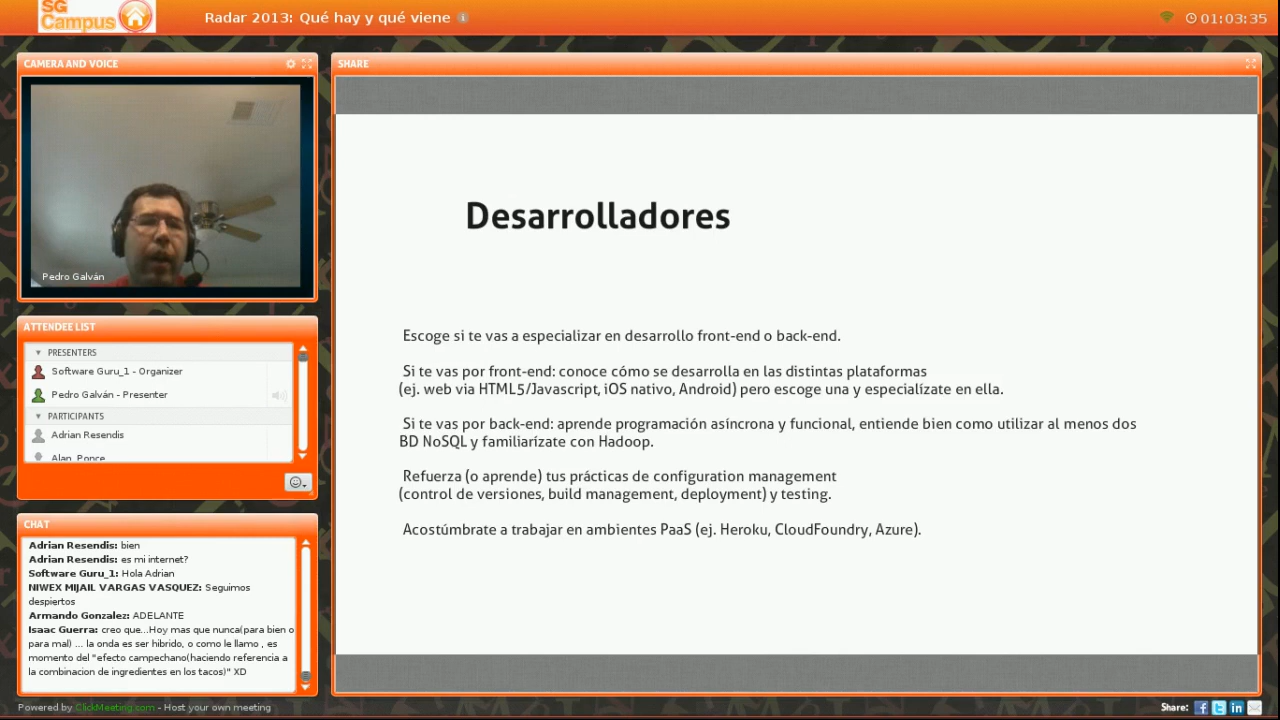 SG
Campus
Radar 2013: Qué hay y qué viene
01:03:35
CAMERA AND VOICE
Pedro Galván
ATTENDEE LIST
PRESENTERS
Software Guru_1 - Organizer
Pedro Galván - Presenter
PARTICIPANTS
Adrian Resendis
Alan Ponce
CHAT
Adrian Resendis: bien
Adrian Resendis: es mi internet?
Software Guru_1: Hola Adrian
NIWEX MIJAIL VARGAS VASQUEZ: Seguimos
despiertos
Armando Gonzalez: ADELANTE
Isaac Guerra: creo que...Hoy mas que nunca(para bien o
para mal) ... la onda es ser hibrido, o como le llamo , es
momento del "efecto campechano(haciendo referencia a
la combinacion de ingredientes en los tacos)" XD
SHARE
Desarrolladores
Escoge si te vas a especializar en desarrollo front-end o back-end.
Si te vas por front-end: conoce cómo se desarrolla en las distintas plataformas
(ej. web via HTML5/Javascript, iOS nativo, Android) pero escoge una y especialízate en ella.
Si te vas por back-end: aprende programación asíncrona y funcional, entiende bien como utilizar al menos dos
BD NoSQL y familiarízate con Hadoop.
Refuerza (o aprende) tus prácticas de configuration management
(control de versiones, build management, deployment) y testing.
Acostúmbrate a trabajar en ambientes PaaS (ej. Heroku, CloudFoundry, Azure).
Powered by ClickMeeting.com - Host your own meeting
Share: